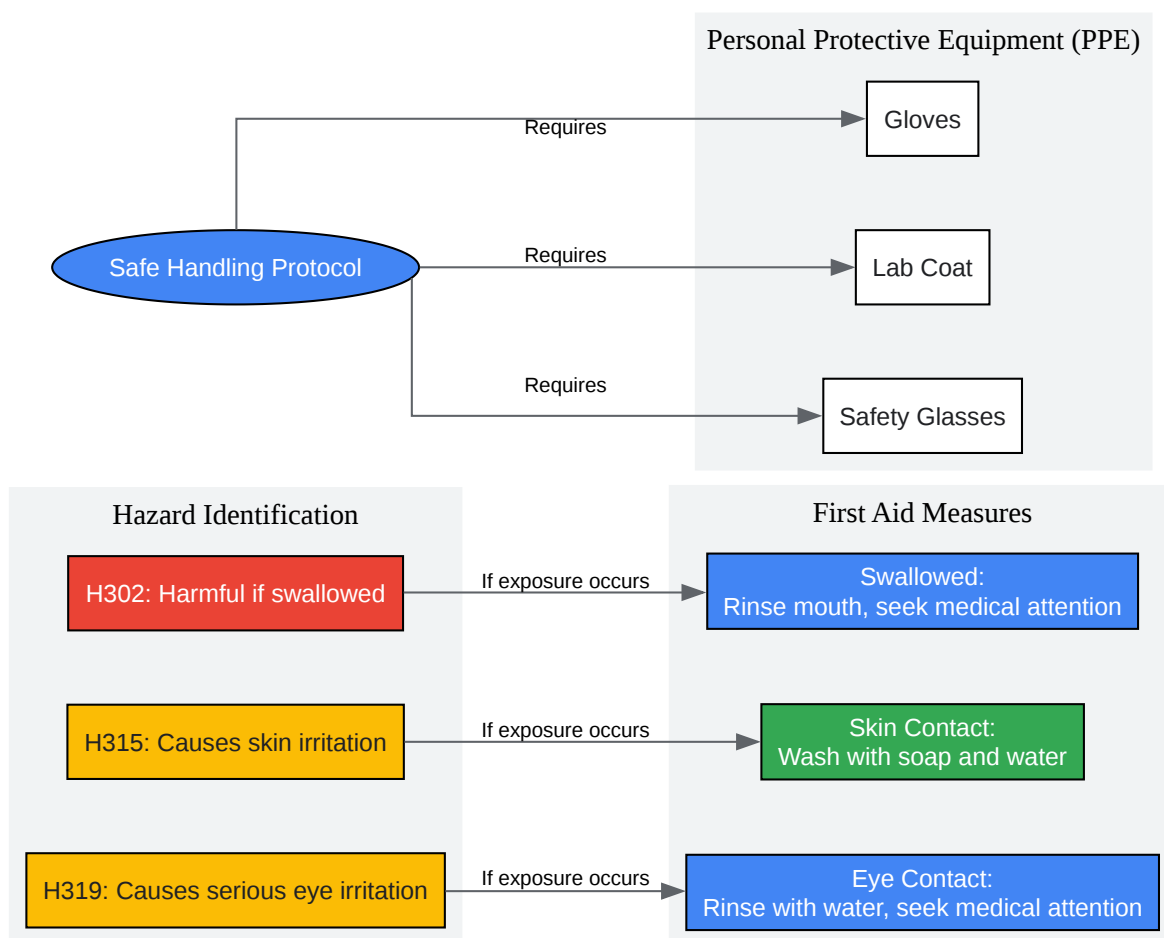 Personal Protective Equipment (PPE)
Requires
Gloves
Safe Handling Protocol
Requires
Lab Coat
Requires
Safety Glasses
Hazard Identification
First Aid Measures
H302: Harmful if swallowed
If exposure occurs
Swallowed:
Rinse mouth, seek medical attention
H315: Causes skin irritation
If exposure occurs
Skin Contact:
Wash with soap and water
H319: Causes serious eye irritation
If exposure occurs
Eye Contact:
Rinse with water, seek medical attention